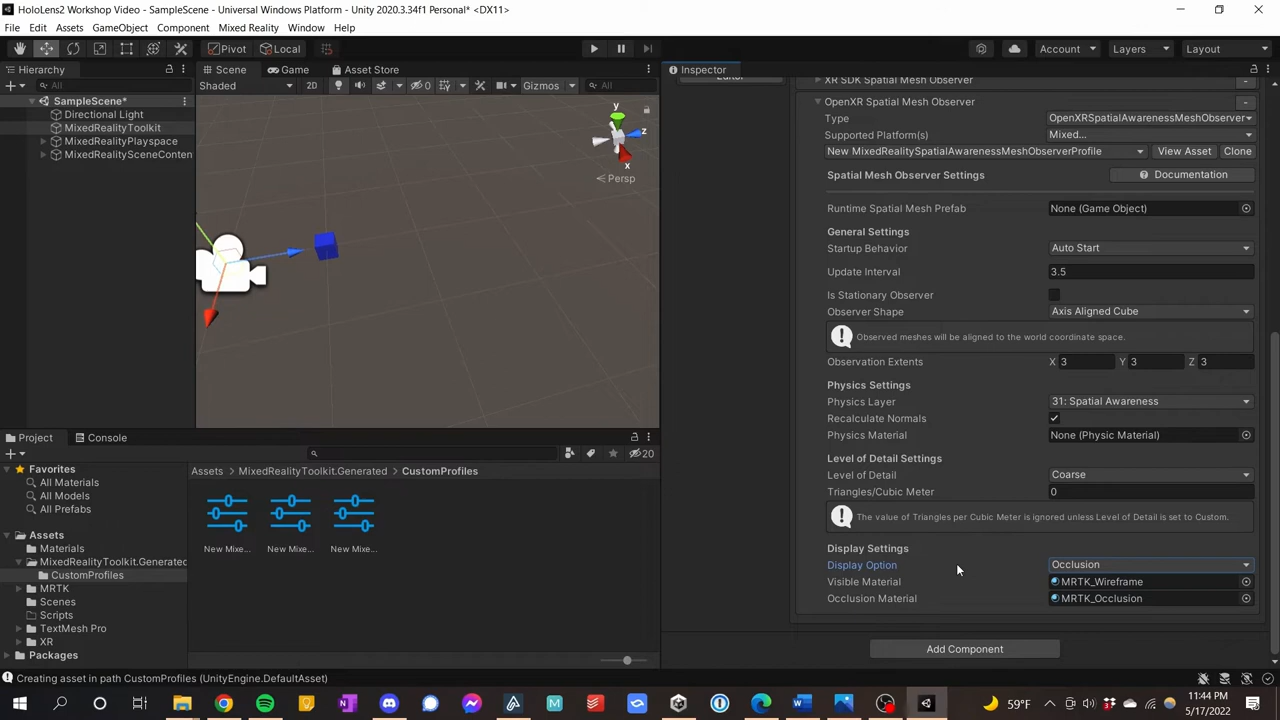 HoloLens2 Workshop Video - SampleScene - Universal Windows Platform - Unity 2020.3.34f1 Personal* <DX11>
File Edit Assets GameObject Component Mixed Reality Window Help
Pivot Local Account Layers Layout
Hierarchy Scene Game Asset Store Inspector
All Shaded 2D 0 Gizmos All Editor XR SDK Spatial Mesh Observer
SampleScene*
Directional Light
MixedRealityToolkit
MixedRealityPlayspace
MixedRealitySceneConten
y
z
x
Persp
OpenXR Spatial Mesh Observer
Type OpenXRSpatialAwarenessMeshObserver
Supported Platform(s) Mixed...
New MixedRealitySpatialAwarenessMeshObserverProfile View Asset Clone
Spatial Mesh Observer Settings Documentation
Runtime Spatial Mesh Prefab None (Game Object)
General Settings
Startup Behavior Auto Start
Update Interval 3.5
Is Stationary Observer
Observer Shape Axis Aligned Cube
Observed meshes will be aligned to the world coordinate space.
Observation Extents X 3 Y 3 Z 3
Physics Settings
Physics Layer 31: Spatial Awareness
Recalculate Normals
Physics Material None (Physic Material)
Level of Detail Settings
Level of Detail Coarse
Triangles/Cubic Meter 0
The value of Triangles per Cubic Meter is ignored unless Level of Detail is set to Custom.
Display Settings
Display Option Occlusion
Visible Material MRTK_Wireframe
Occlusion Material MRTK_Occlusion
Add Component
Project Console
20
Favorites
All Materials
All Models
All Prefabs
Assets
Materials
MixedRealityToolkit.Generated
CustomProfiles
MRTK
Scenes
Scripts
TextMesh Pro
XR
Packages
Assets MixedRealityToolkit.Generated CustomProfiles
New Mixe... New Mixe... New Mixe...
Creating asset in path CustomProfiles (UnityEngine.DefaultAsset)
59°F
11:44 PM
5/17/2022